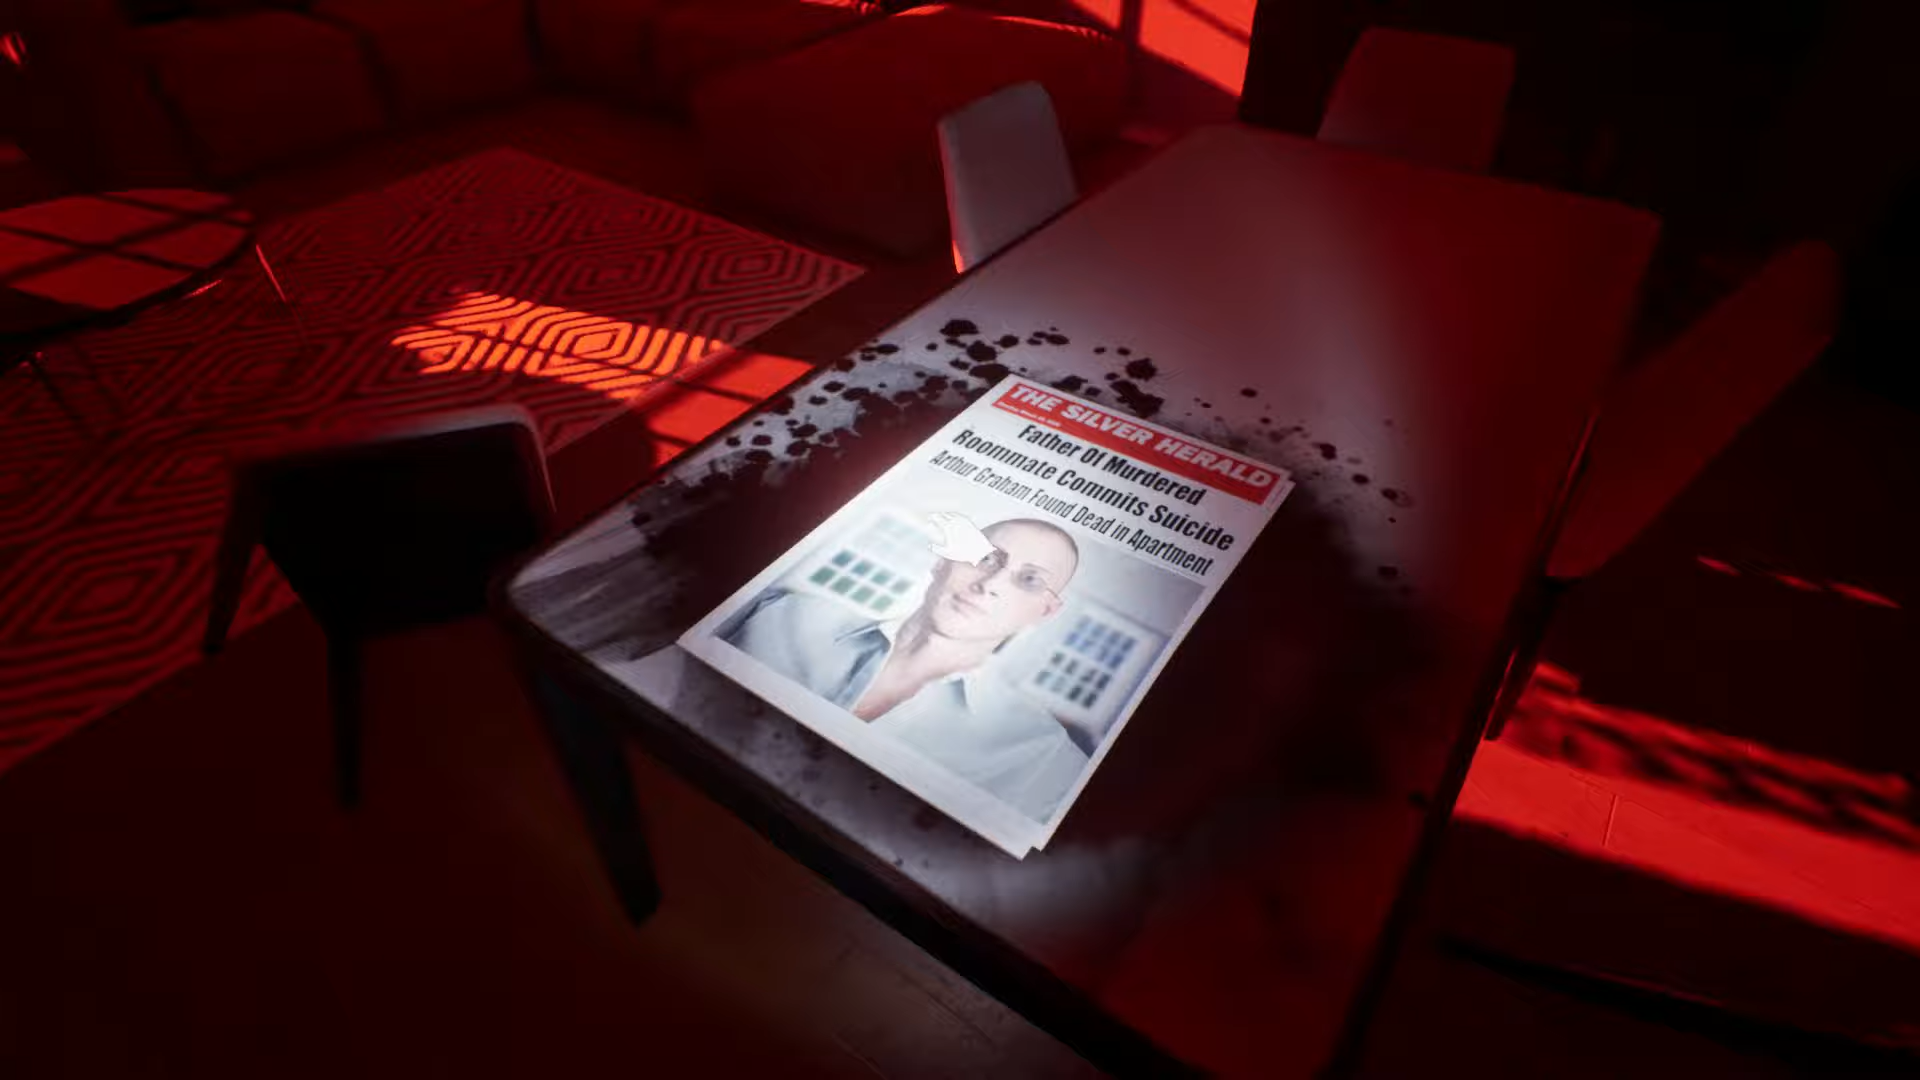 THE SILVER HERALD
Father Of Murdered
Roommate Commits Suicide
Arthur Graham Found Dead in Apartment